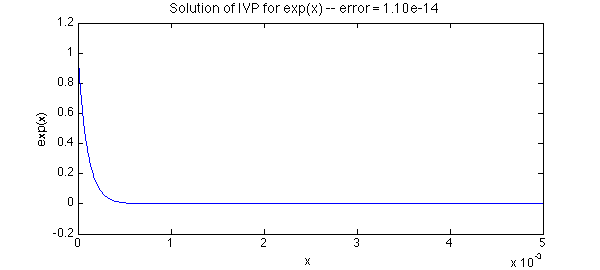 Solution of IVP for exp(x) -- error = 1.10e-14
1.2
1
0.8
0.6
0.4
0.2
0
-0.2
exp(x)
0 1 2 3 4 5
x
x 10⁻³